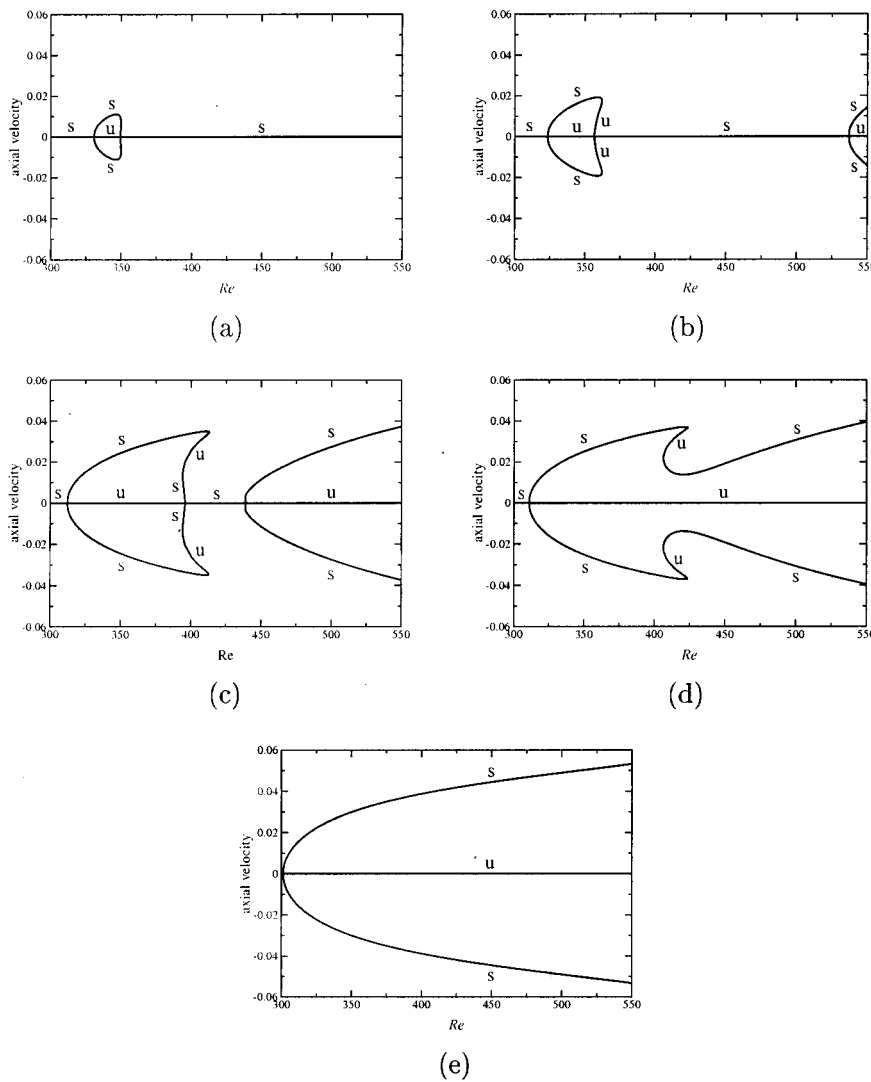 0.06
0.04
0.02
0
-0.02
-0.04
-0.06
axial velocity
s
s
u
s
s
300 350 400 450 500 550
Re
(a)
0.06
0.04
0.02
0
-0.02
-0.04
-0.06
axial velocity
s
s
u
s u u s u
s
s
300 350 400 450 500 550
Re
(b)
0.06
0.04
0.02
0
-0.02
-0.04
-0.06
axial velocity
s
s
u
s u s s u
s
u
s
s
300 350 400 450 500 550
Re
(c)
0.06
0.04
0.02
0
-0.02
-0.04
-0.06
axial velocity
s
s
u
s u
u
s
s
300 350 400 450 500 550
Re
(d)
0.06
0.04
0.02
0
-0.02
-0.04
-0.06
axial velocity
s
u
s
300 350 400 450 500 550
Re
(e)